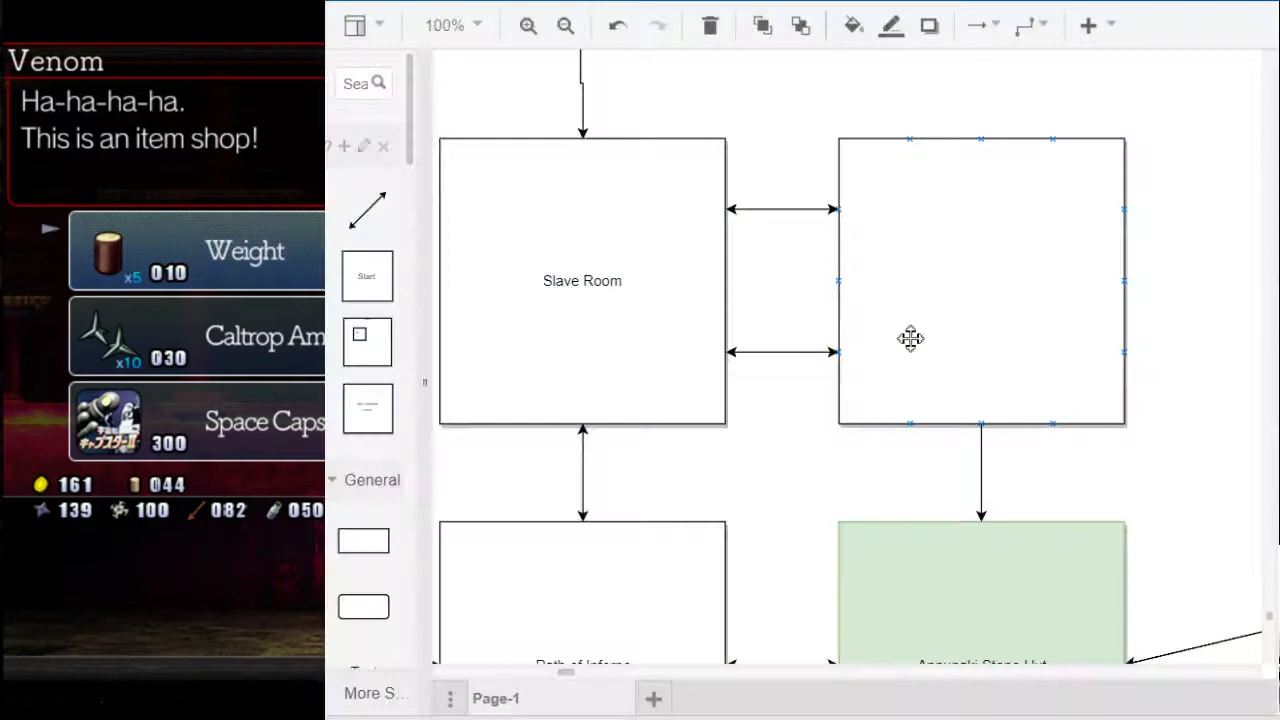 Venom
Ha-ha-ha-ha.
This is an item shop!
Weight
x5 010
Caltrop Am
x10 030
Space Caps
300
161 044
139 100 082 050
100%
Sea
Start
General
More S...
Slave Room
Page-1